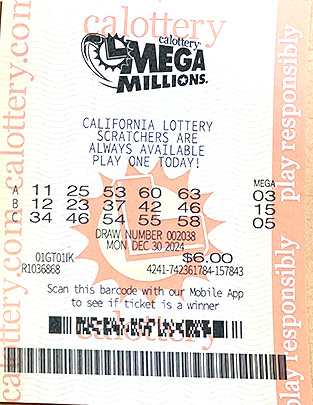 calottery
calottery
MEGA
MILLIONS.
CALIFORNIA LOTTERY
SCRATCHERS ARE
ALWAYS AVAILABLE
PLAY ONE TODAY!
MEGA
A 11 25 53 60 63 03
B 12 23 37 42 46 15
C 34 46 54 55 58 05
DRAW NUMBER 002038
MON DEC 30 2024
01GT01IK $6.00
R1036868 4241-742361784-157843
Scan this barcode with our Mobile App
to see if ticket is a winner
calottery.com
calottery.com
play responsibly
play responsibly